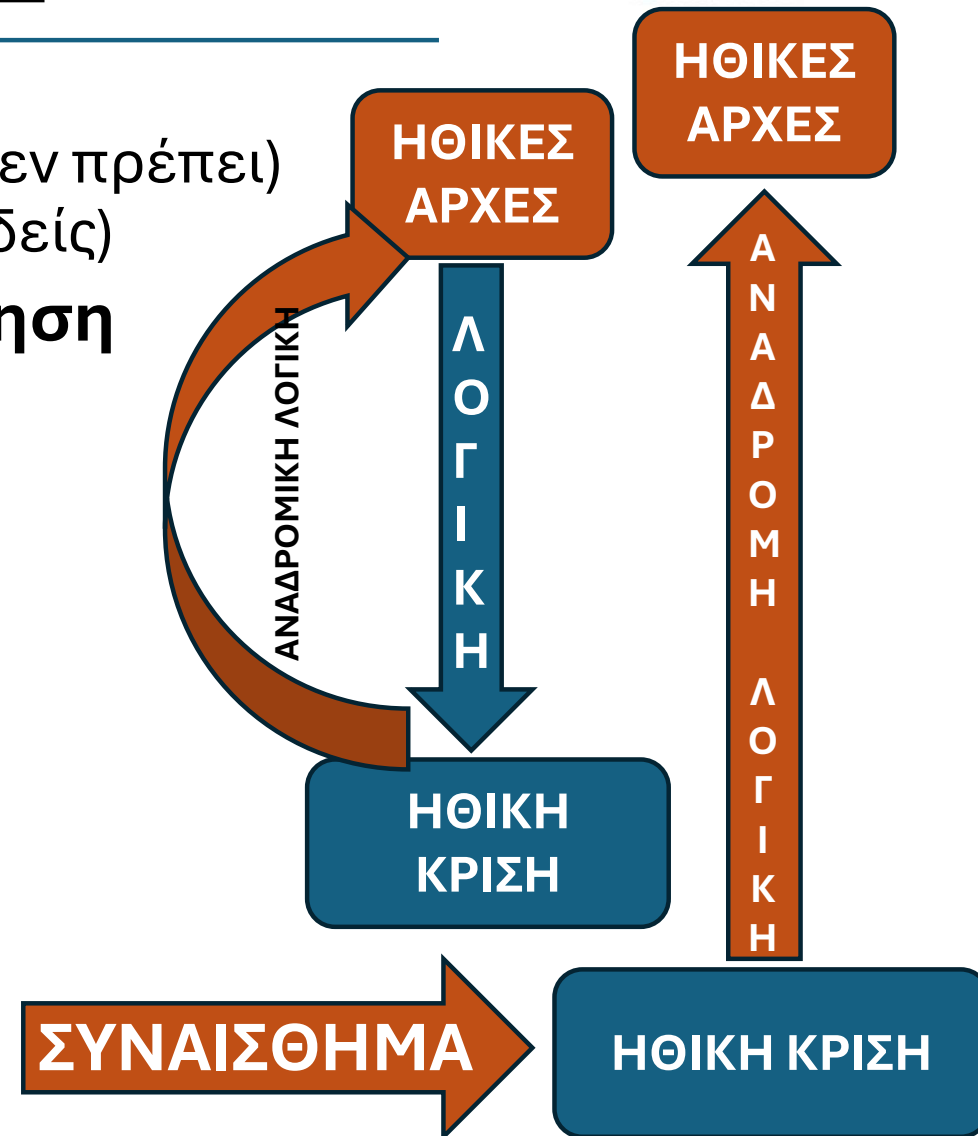 ΗΘΙΚΕΣ
ΑΡΧΕΣ
εν πρέπει)
δείς)
ηση
ΗΘΙΚΕΣ
ΑΡΧΕΣ
ΑΝΑΔΡΟΜΙΚΗ ΛΟΓΙΚΗ
ΛΟΓΙΚΗ
ΑΝΑΔΡΟΜΗ ΛΟΓΙΚΗ
ΗΘΙΚΗ
ΚΡΙΣΗ
ΣΥΝΑΙΣΘΗΜΑ
ΗΘΙΚΗ ΚΡΙΣΗ